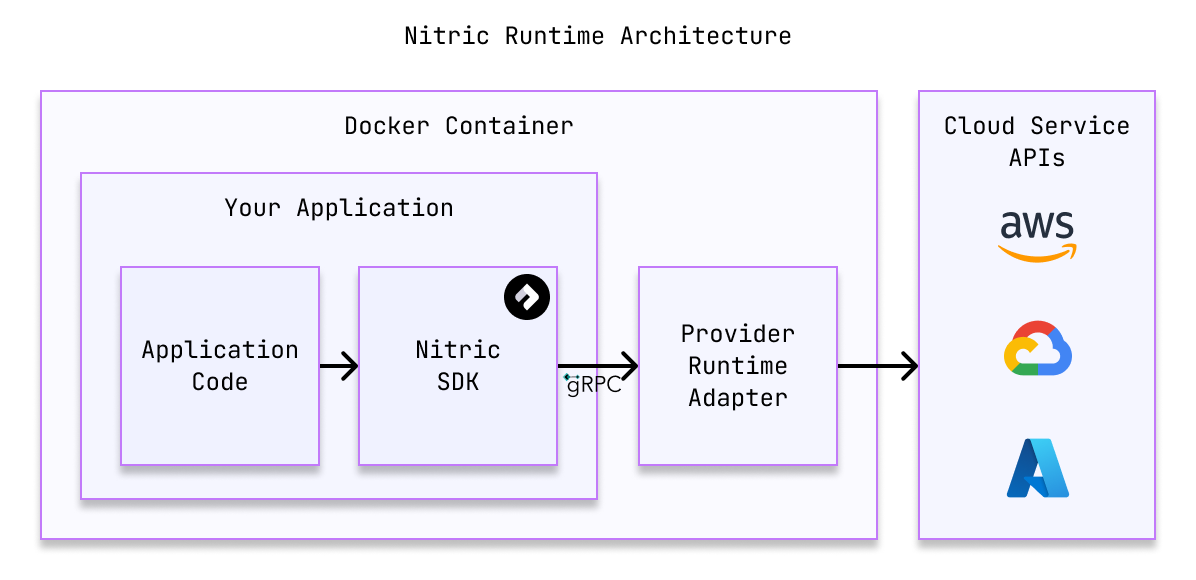 Nitric Runtime Architecture
Docker Container
Your Application
Application
Code
Nitric
SDK
gRPC
Provider
Runtime
Adapter
Cloud Service
APIs
aws